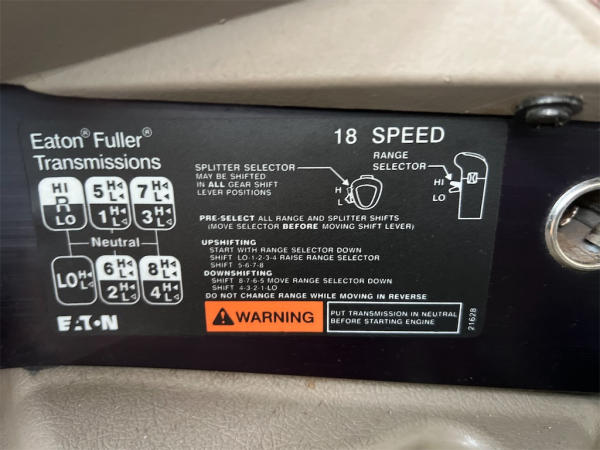 Eaton® Fuller®
Transmissions
18 SPEED
SPLITTER SELECTOR
MAY BE SHIFTED
IN ALL GEAR SHIFT
LEVER POSITIONS
H
L
RANGE
SELECTOR
HI
LO
HI
R
LO
5 H
L
7 H
L
1 H
L
3 H
L
Neutral
LO H
L
6 H
L
8 H
L
2 H
L
4 H
L
PRE-SELECT ALL RANGE AND SPLITTER SHIFTS
(MOVE SELECTOR BEFORE MOVING SHIFT LEVER)
UPSHIFTING
START WITH RANGE SELECTOR DOWN
SHIFT LO-1-2-3-4 RAISE RANGE SELECTOR
SHIFT 5-6-7-8
DOWNSHIFTING
SHIFT 8-7-6-5 MOVE RANGE SELECTOR DOWN
SHIFT 4-3-2-1-LO
DO NOT CHANGE RANGE WHILE MOVING IN REVERSE
EATON
WARNING
PUT TRANSMISSION IN NEUTRAL
BEFORE STARTING ENGINE
21628